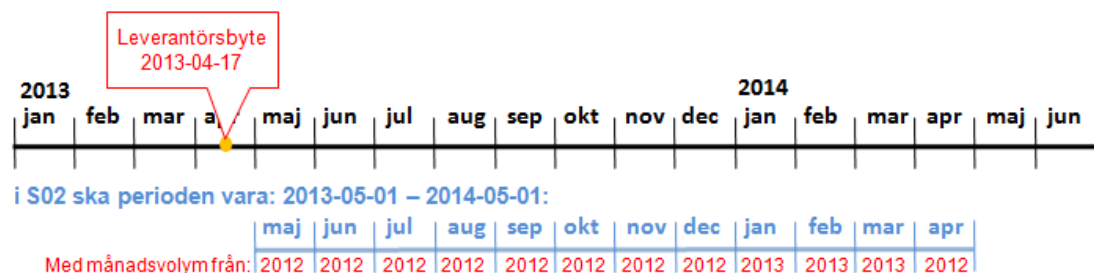 Leverantörsbyte
2013-04-17
2013 2014
jan feb mar apr maj jun jul aug sep okt nov dec jan feb mar apr maj jun
i S02 ska perioden vara: 2013-05-01 – 2014-05-01:
maj jun jul aug sep okt nov dec jan feb mar apr
Med månadsvolym från: 2012 2012 2012 2012 2012 2012 2012 2012 2013 2013 2013 2012